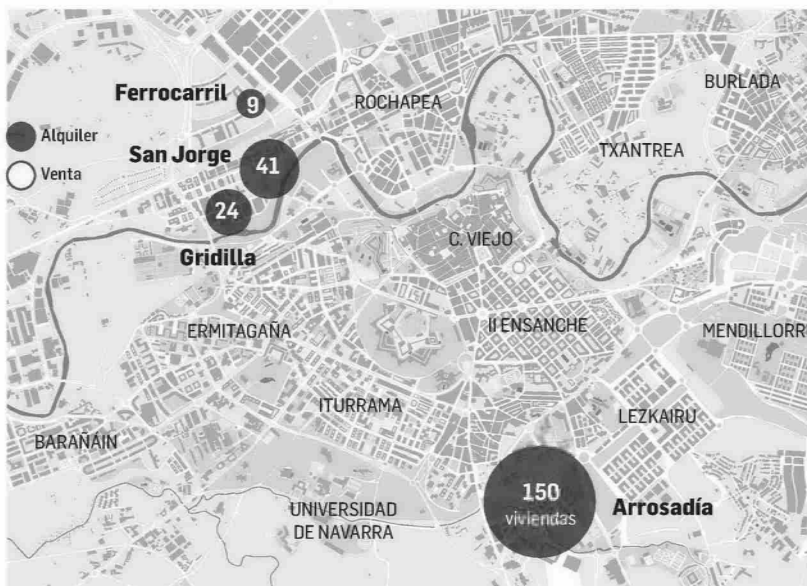 Ferrocarril
9
ROCHAPEA
BURLADA
Alquiler
Venta
San Jorge
41
TXANTREA
24
Gridilla
C. VIEJO
ERMITAGAÑA
II ENSANCHE
MENDILLORRI
ITURRAMA
LEZKAIRU
BARAÑÁIN
150
viviendas
Arrosadía
UNIVERSIDAD
DE NAVARRA